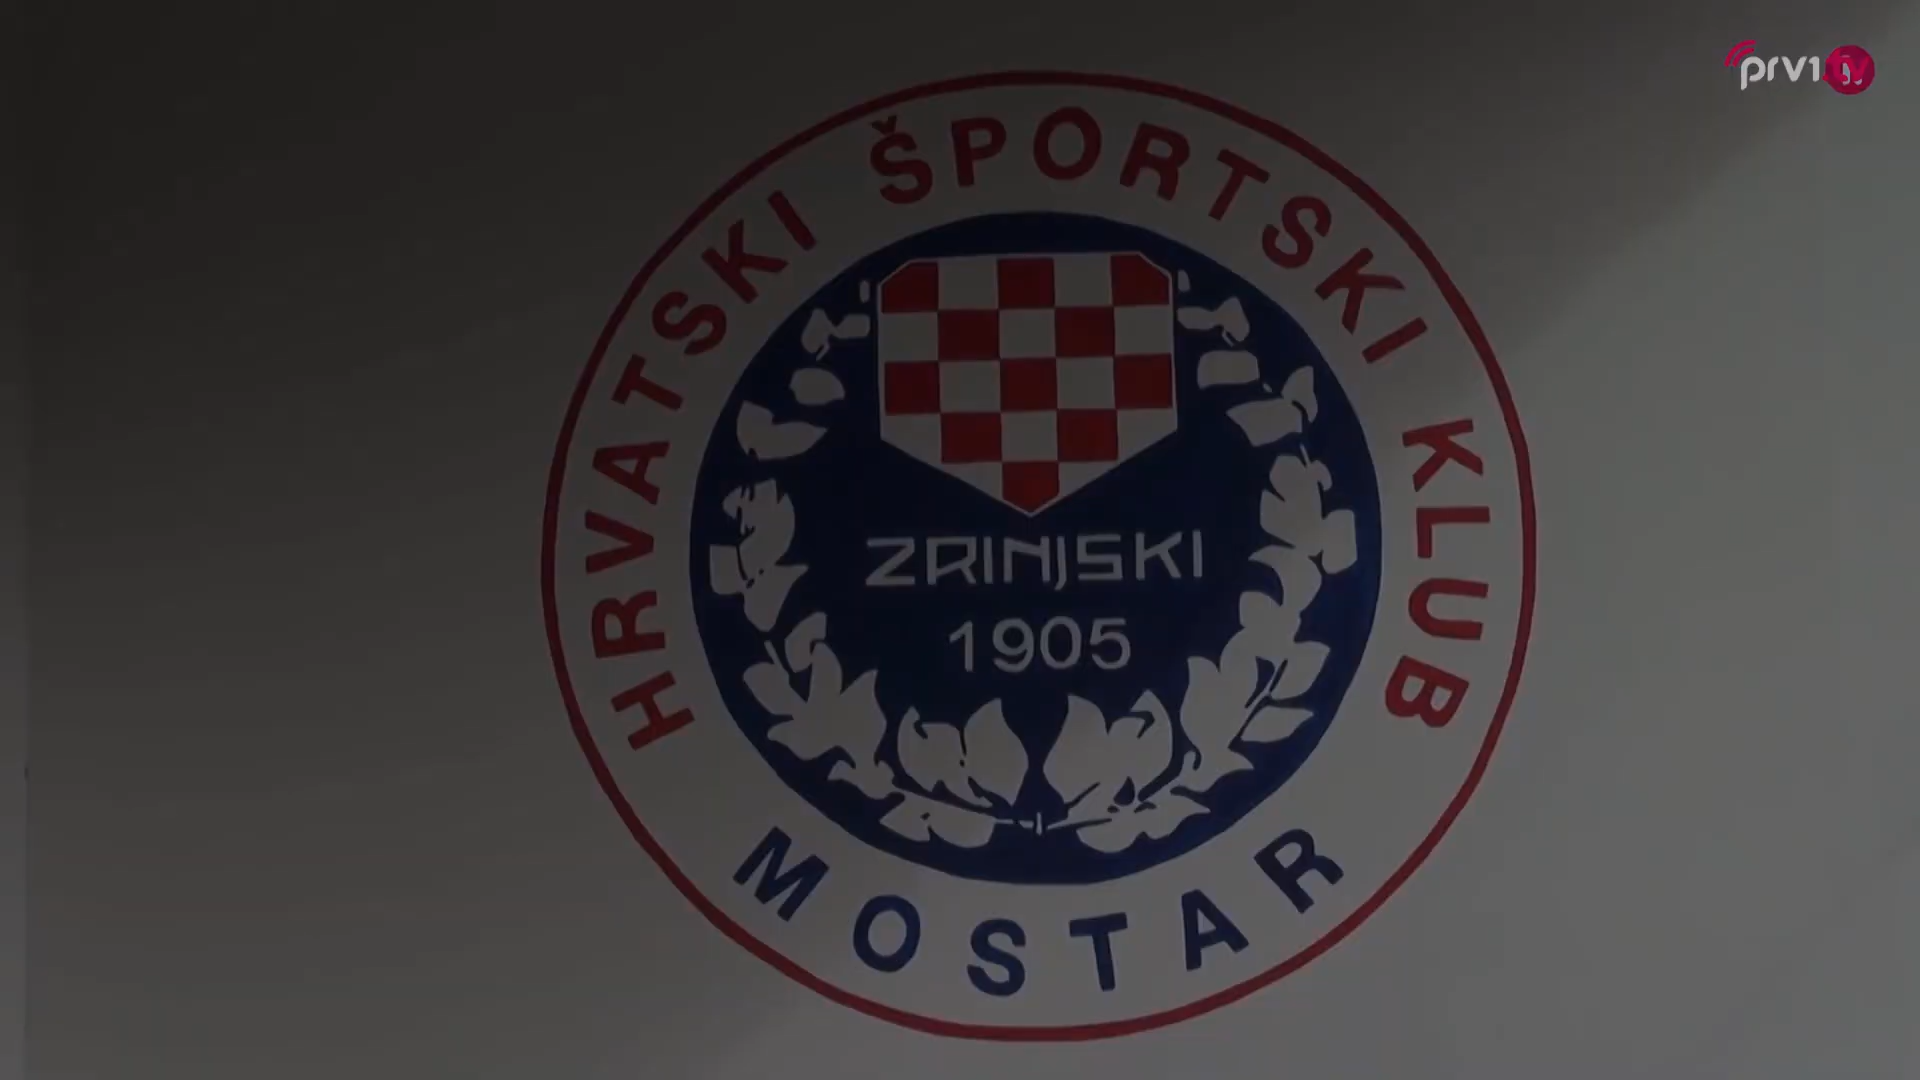 prv1.tv
HRVATSKI ŠPORTSKI KLUB
ZRINJSKI
1905
MOSTAR